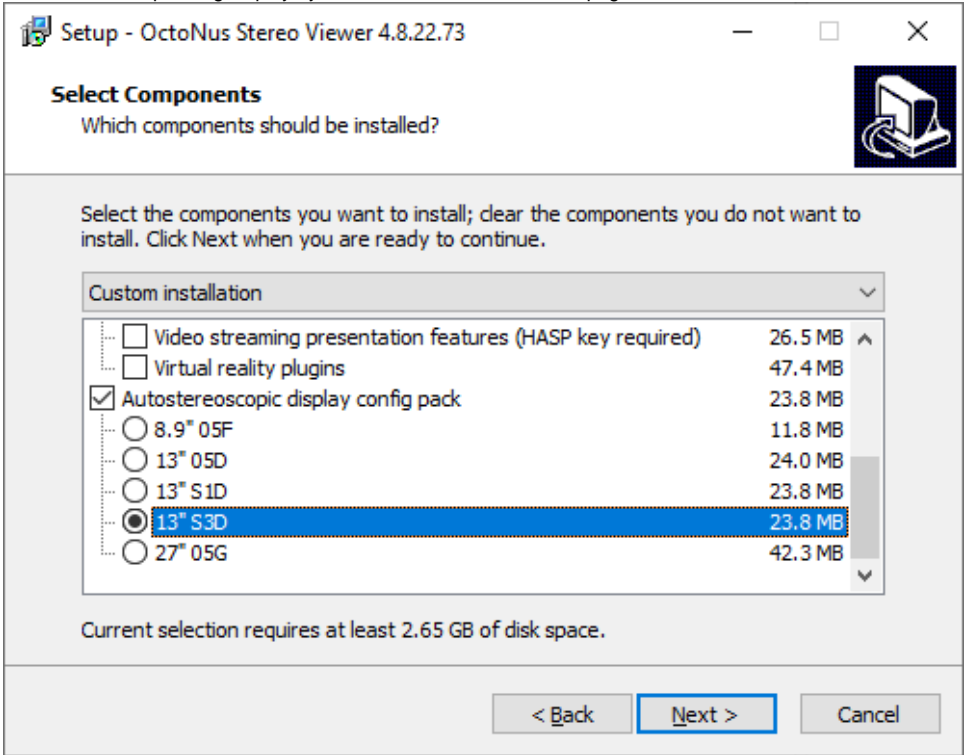 Setup - OctoNus Stereo Viewer 4.8.22.73
Select Components
Which components should be installed?
Select the components you want to install; clear the components you do not want to
install. Click Next when you are ready to continue.
Custom installation
Video streaming presentation features (HASP key required) 26.5 MB
Virtual reality plugins 47.4 MB
Autostereoscopic display config pack 23.8 MB
8.9" 05F 11.8 MB
13" 05D 24.0 MB
13" S1D 23.8 MB
13" S3D 23.8 MB
27" 05G 42.3 MB
Current selection requires at least 2.65 GB of disk space.
< Back Next > Cancel